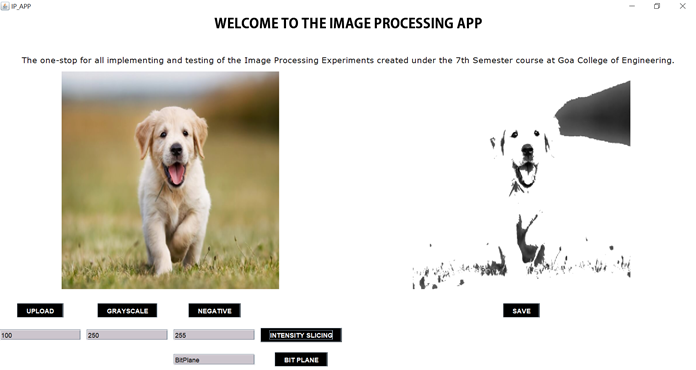 IP_APP
WELCOME TO THE IMAGE PROCESSING APP
The one-stop for all implementing and testing of the Image Processing Experiments created under the 7th Semester course at Goa College of Engineering.
UPLOAD GRAYSCALE NEGATIVE SAVE
100 250 255 INTENSITY SLICING
BitPlane BIT PLANE